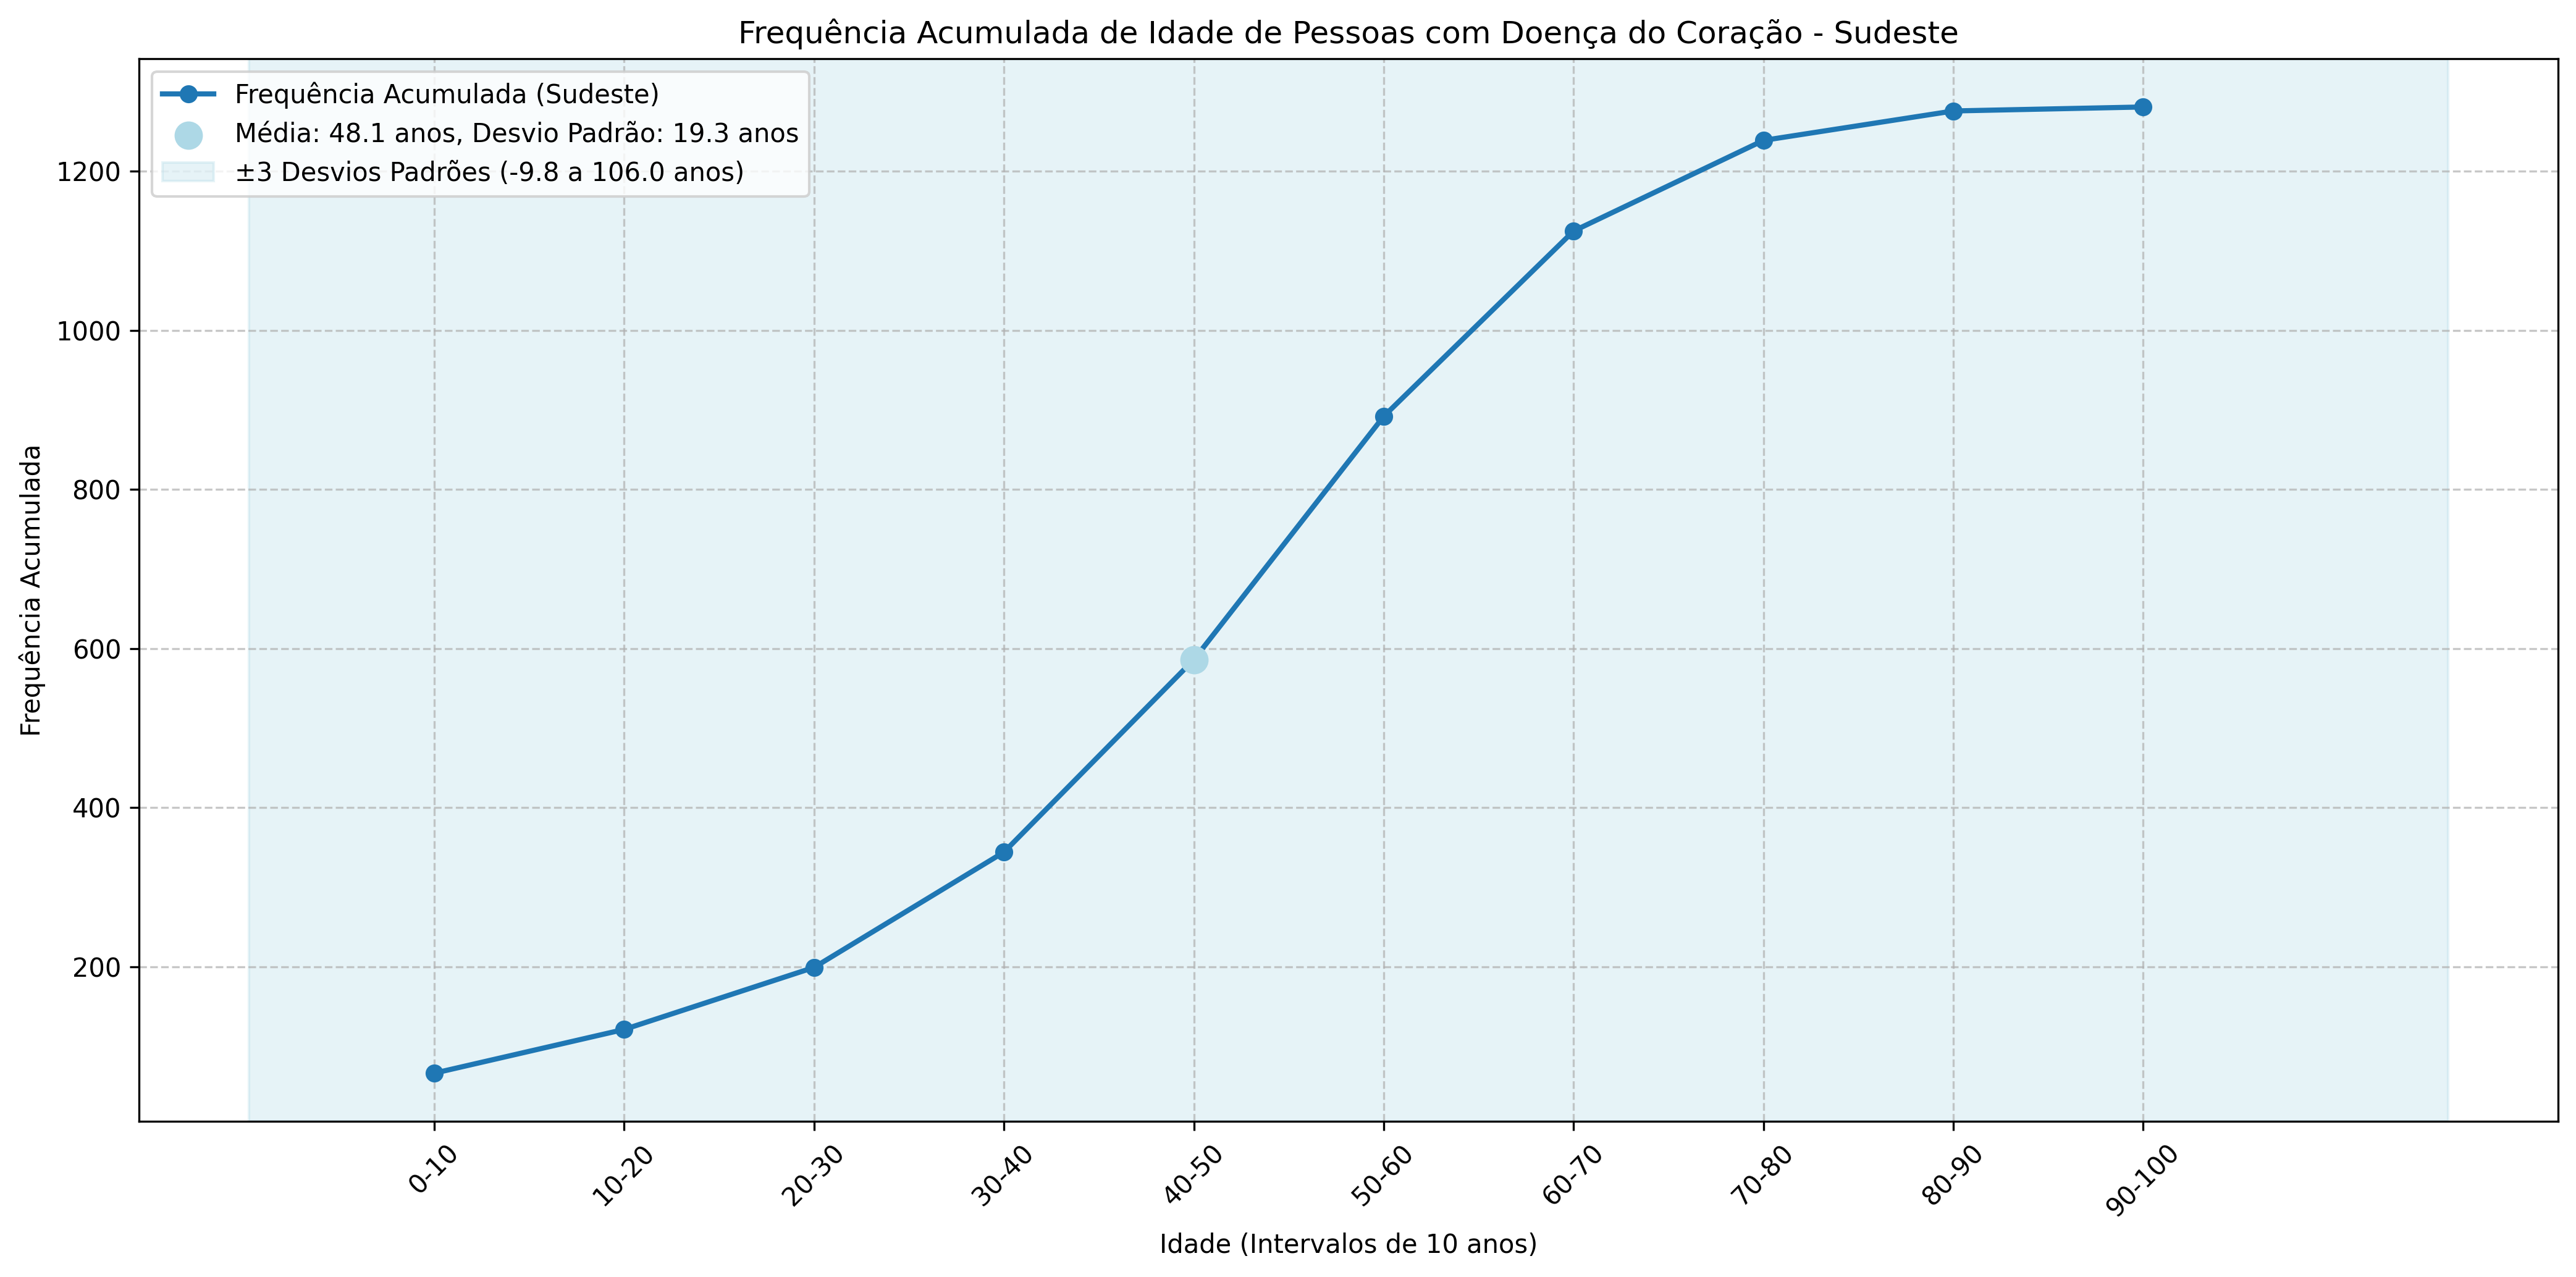 Frequência Acumulada de Idade de Pessoas com Doença do Coração - Sudeste
Frequência Acumulada (Sudeste)
Média: 48.1 anos, Desvio Padrão: 19.3 anos
±3 Desvios Padrões (-9.8 a 106.0 anos)
Frequência Acumulada
1200
1000
800
600
400
200
0-10
10-20
20-30
30-40
40-50
50-60
60-70
70-80
80-90
90-100
Idade (Intervalos de 10 anos)